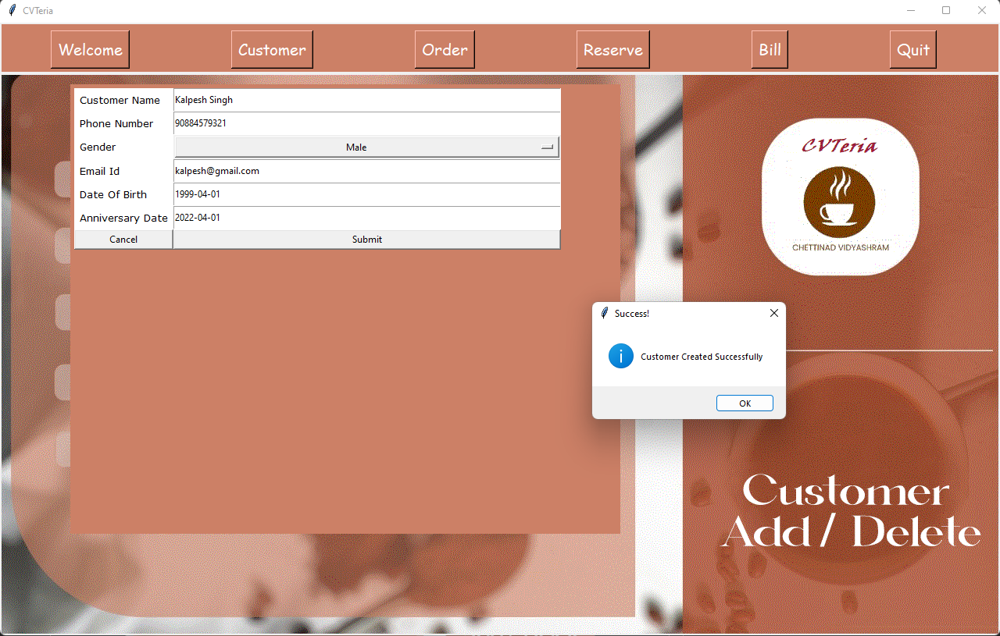 CVTeria
Welcome Customer Order Reserve Bill Quit
Customer Name Kalpesh Singh
Phone Number 90884579321
Gender Male
Email Id kalpesh@gmail.com
Date Of Birth 1999-04-01
Anniversary Date 2022-04-01
Cancel Submit
CVTeria
CHETTINAD VIDYASHRAM
Success!
Customer Created Successfully
OK
Customer
Add / Delete